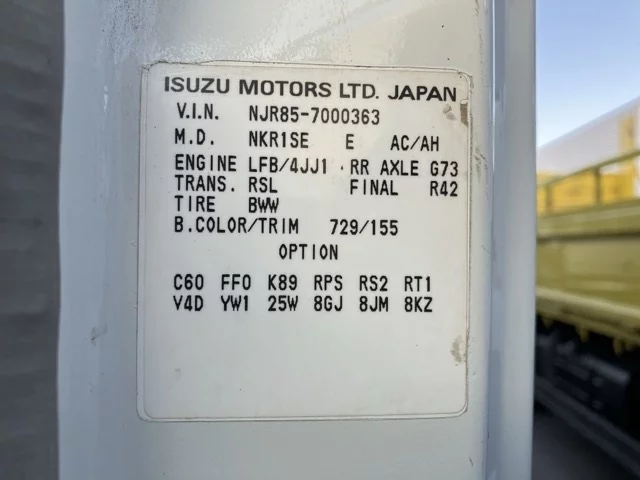 ISUZU MOTORS LTD. JAPAN
V.I.N. NJR85-7000363
M.D. NKR1SE E AC/AH
ENGINE LFB/4JJ1 RR AXLE G73
TRANS. RSL FINAL R42
TIRE BWW
B.COLOR/TRIM 729/155
OPTION
C60 FF0 K89 RPS RS2 RT1
V4D YW1 25W 8GJ 8JM 8KZ